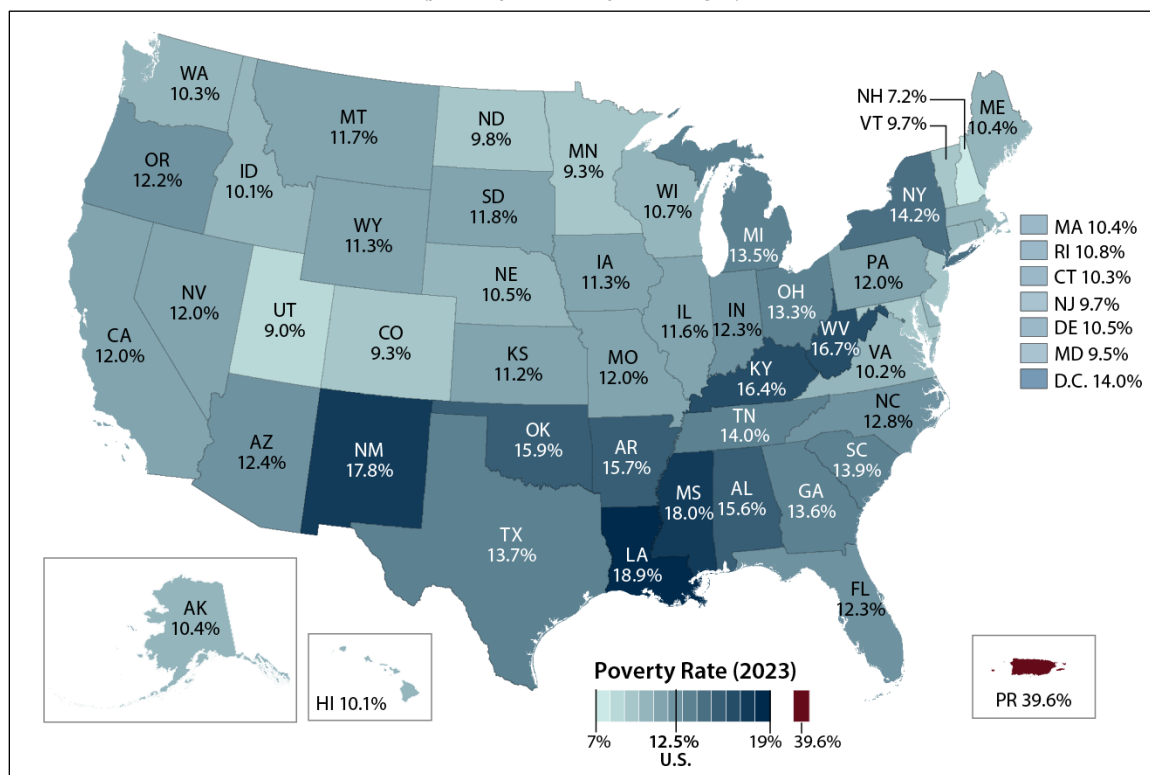 WA
10.3%
MT
11.7%
ND
9.8%
MN
9.3%
NH 7.2%
VT 9.7%
ME
10.4%
OR
12.2%
ID
10.1%
WY
11.3%
SD
11.8%
WI
10.7%
MI
13.5%
NY
14.2%
MA 10.4%
RI 10.8%
CT 10.3%
NJ 9.7%
DE 10.5%
MD 9.5%
D.C. 14.0%
NV
12.0%
UT
9.0%
CO
9.3%
NE
10.5%
IA
11.3%
IL
11.6%
IN
12.3%
OH
13.3%
PA
12.0%
WV
16.7%
VA
10.2%
CA
12.0%
KS
11.2%
MO
12.0%
KY
16.4%
TN
14.0%
NC
12.8%
SC
13.9%
AZ
12.4%
NM
17.8%
OK
15.9%
AR
15.7%
MS
18.0%
AL
15.6%
GA
13.6%
TX
13.7%
LA
18.9%
FL
12.3%
AK
10.4%
HI 10.1%
PR 39.6%
Poverty Rate (2023)
7%
12.5%
U.S.
19%
39.6%